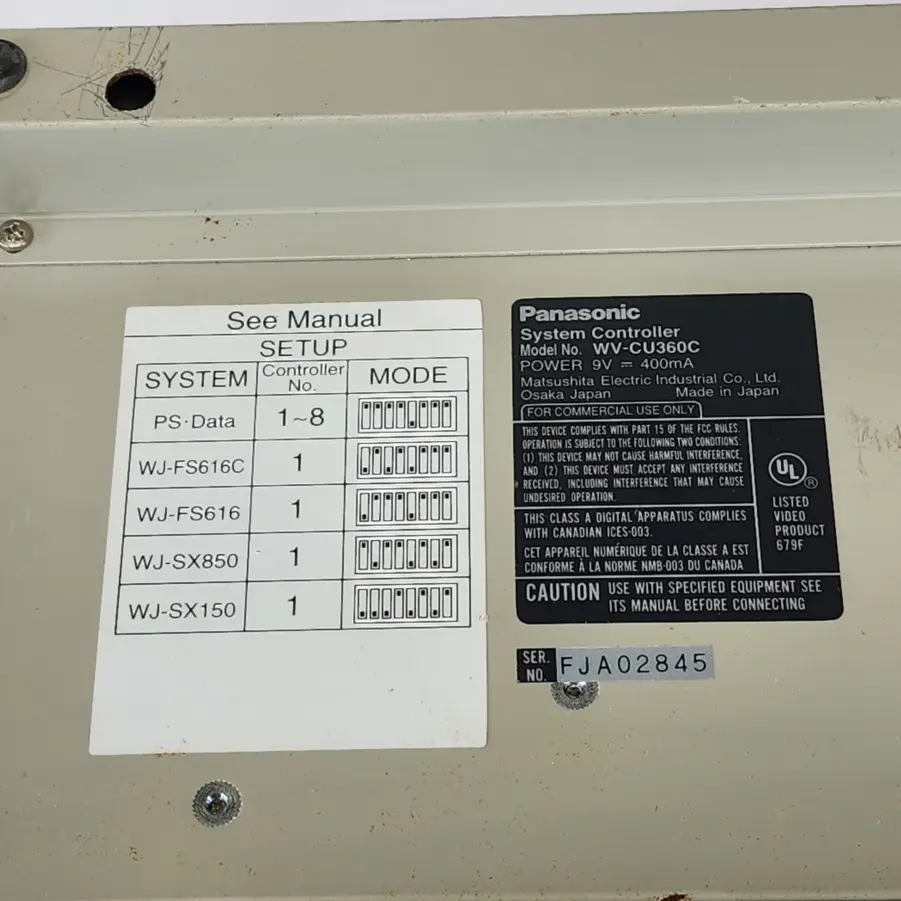 See Manual
SETUP
SYSTEM Controller No. MODE
PS·Data 1~8
WJ-FS616C 1
WJ-FS616 1
WJ-SX850 1
WJ-SX150 1
Panasonic
System Controller
Model No. WV-CU360C
POWER 9V ⎓ 400mA
Matsushita Electric Industrial Co., Ltd.
Osaka Japan Made in Japan
FOR COMMERCIAL USE ONLY
THIS DEVICE COMPLIES WITH PART 15 OF THE FCC RULES.
OPERATION IS SUBJECT TO THE FOLLOWING TWO CONDITIONS:
(1) THIS DEVICE MAY NOT CAUSE HARMFUL INTERFERENCE,
AND (2) THIS DEVICE MUST ACCEPT ANY INTERFERENCE
RECEIVED, INCLUDING INTERFERENCE THAT MAY CAUSE
UNDESIRED OPERATION.
THIS CLASS A DIGITAL APPARATUS COMPLIES
WITH CANADIAN ICES-003.
CET APPAREIL NUMÉRIQUE DE LA CLASSE A EST
CONFORME À LA NORME NMB-003 DU CANADA
UL ®
LISTED
VIDEO
PRODUCT
679F
CAUTION USE WITH SPECIFIED EQUIPMENT SEE
ITS MANUAL BEFORE CONNECTING
SER.
NO. FJA02845